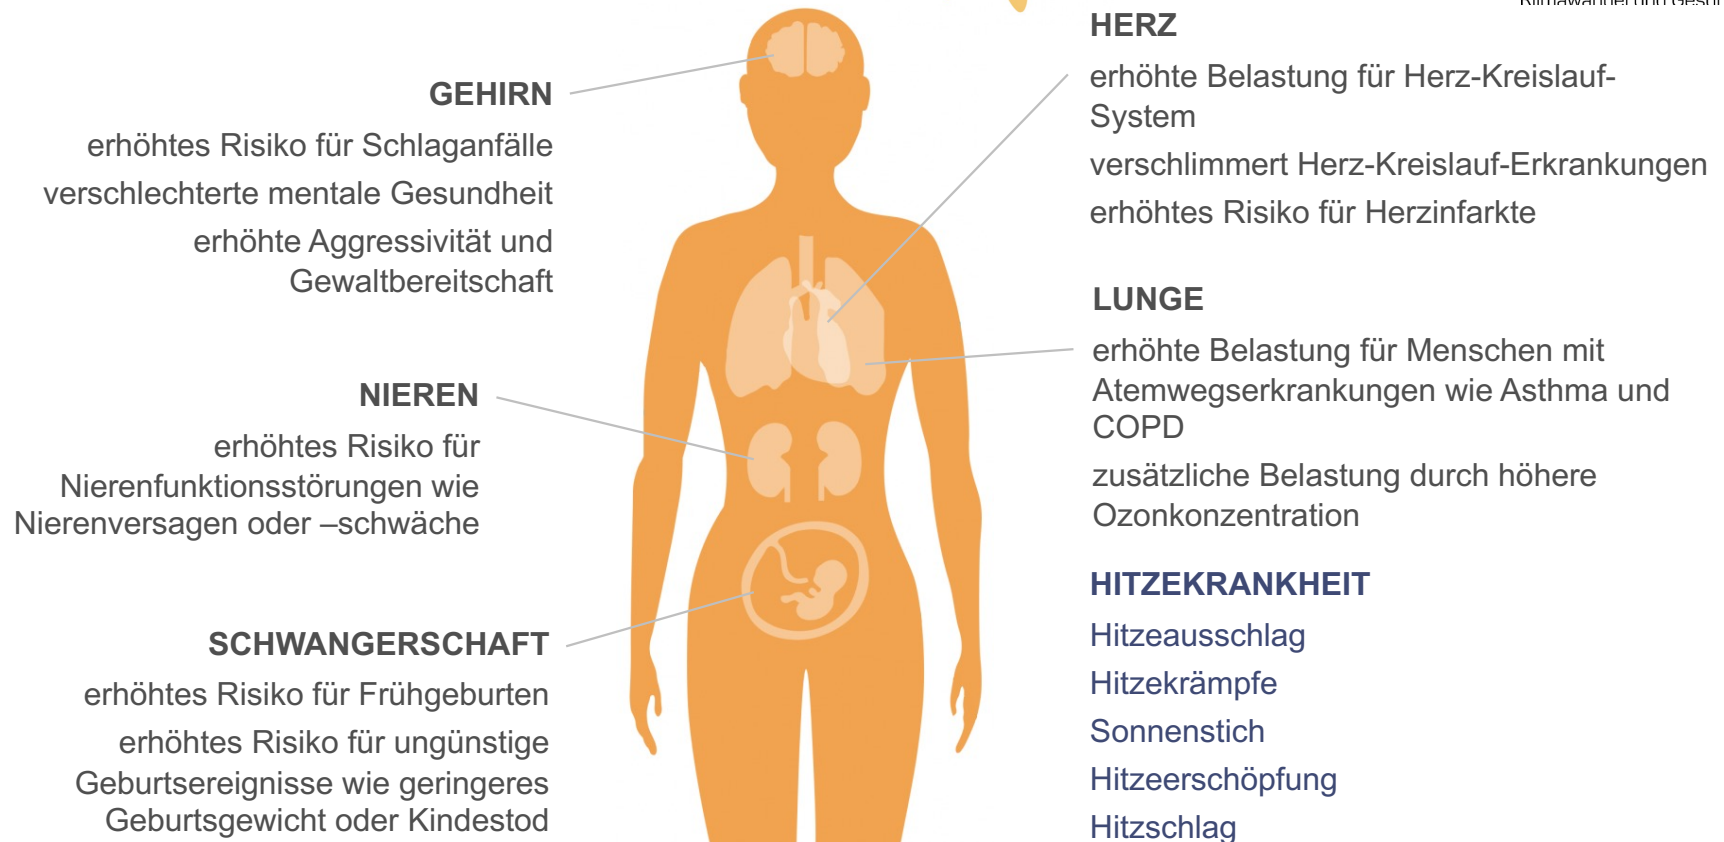 Klimawandel und Gesun
GEHIRN
erhöhtes Risiko für Schlaganfälle
verschlechterte mentale Gesundheit
erhöhte Aggressivität und
Gewaltbereitschaft
NIEREN
erhöhtes Risiko für
Nierenfunktionsstörungen wie
Nierenversagen oder –schwäche
SCHWANGERSCHAFT
erhöhtes Risiko für Frühgeburten
erhöhtes Risiko für ungünstige
Geburtsereignisse wie geringeres
Geburtsgewicht oder Kindestod
HERZ
erhöhte Belastung für Herz-Kreislauf-
System
verschlimmert Herz-Kreislauf-Erkrankungen
erhöhtes Risiko für Herzinfarkte
LUNGE
erhöhte Belastung für Menschen mit
Atemwegserkrankungen wie Asthma und
COPD
zusätzliche Belastung durch höhere
Ozonkonzentration
HITZEKRANKHEIT
Hitzeausschlag
Hitzekrämpfe
Sonnenstich
Hitzeerschöpfung
Hitzschlag